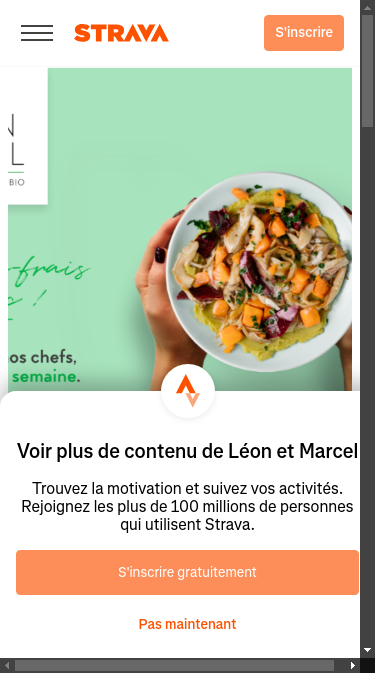 STRAVA
S'inscrire
N
L
BIO
-frais
!
os chefs,
semaine.
Voir plus de contenu de Léon et Marcel
Trouvez la motivation et suivez vos activités.
Rejoignez les plus de 100 millions de personnes
qui utilisent Strava.
S'inscrire gratuitement
Pas maintenant